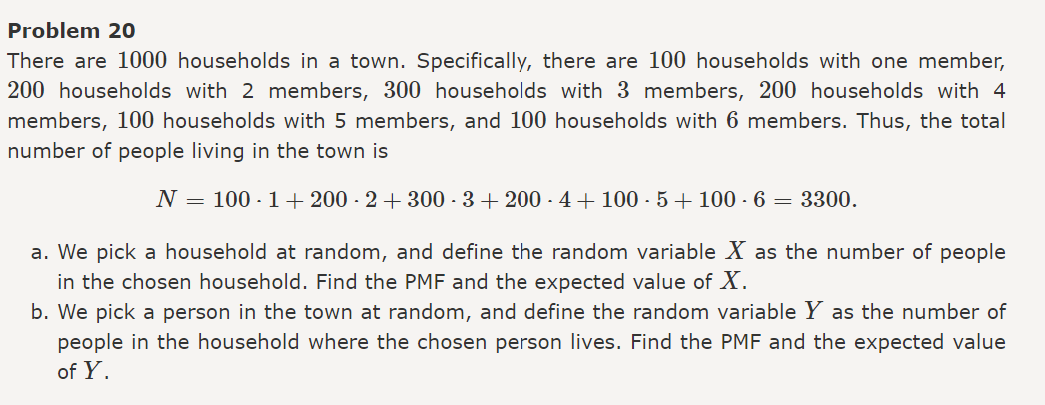 Problem 20
There are 1000 households in a town. Specifically, there are 100 households with one member,
200 households with 2 members, 300 households with 3 members, 200 households with 4
members, 100 households with 5 members, and 100 households with 6 members. Thus, the total
number of people living in the town is
N = 100 · 1 + 200 · 2 + 300 · 3 + 200 · 4 + 100 · 5 + 100 · 6 = 3300.
a. We pick a household at random, and define the random variable X as the number of people
in the chosen household. Find the PMF and the expected value of X.
b. We pick a person in the town at random, and define the random variable Y as the number of
people in the household where the chosen person lives. Find the PMF and the expected value
of Y.